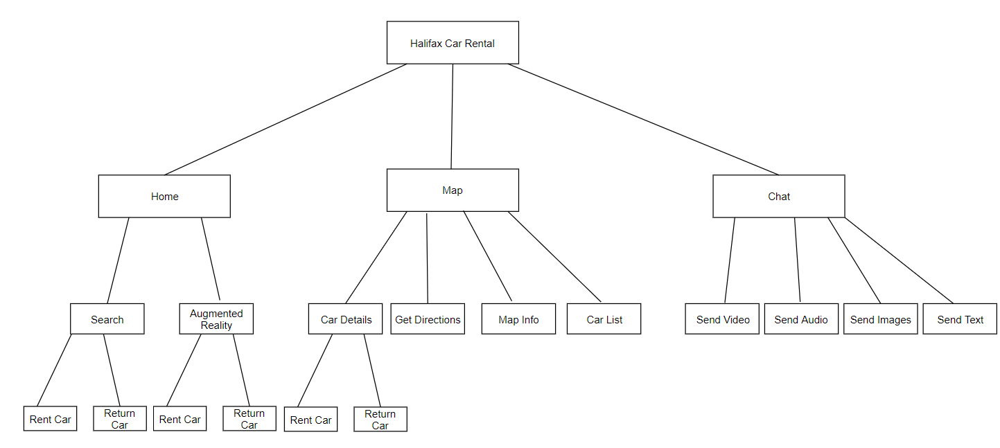 Halifax Car Rental
Home
Map
Chat
Search
Augmented
Reality
Car Details
Get Directions
Map Info
Car List
Send Video
Send Audio
Send Images
Send Text
Rent Car
Return
Car
Rent Car
Return
Car
Rent Car
Return
Car